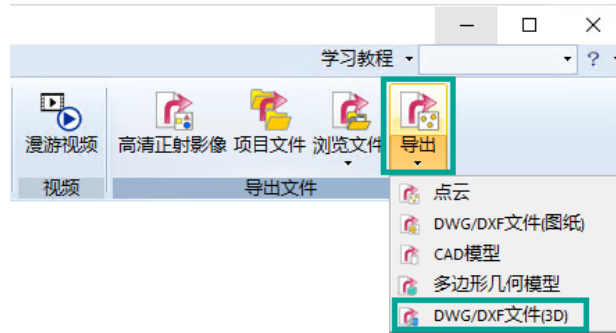 学习教程
?
漫游视频
高清正射影像
项目文件
浏览文件
导出
视频
导出文件
点云
DWG/DXF文件(图纸)
CAD模型
多边形几何模型
DWG/DXF文件(3D)